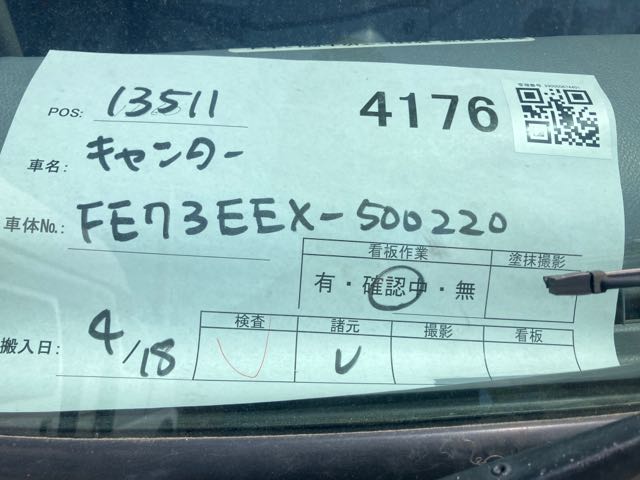 POS: 13511
4176
車名: キャンター
車体No.: FE73EEX-500220
看板作業
塗抹撮影
有・確認中・無
搬入日: 4/18
検査 諸元 撮影 看板